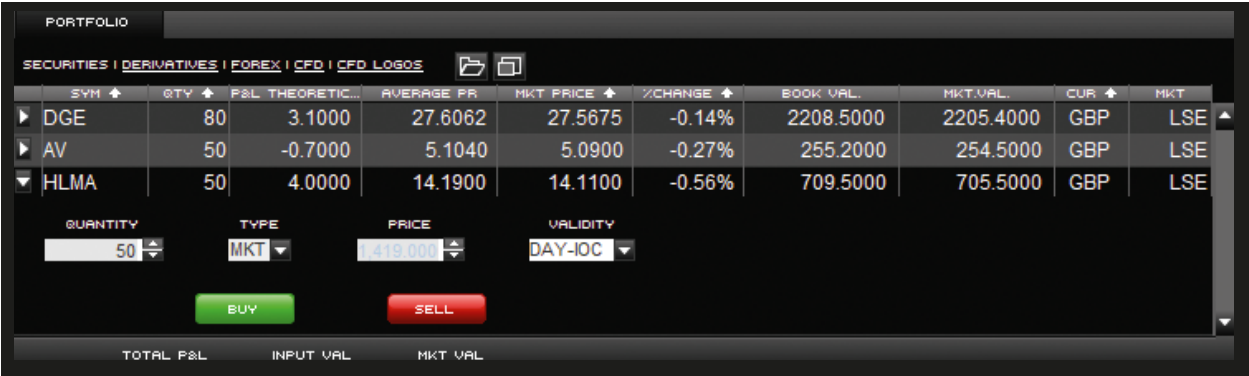 PORTFOLIO
SECURITIES | DERIVATIVES | FOREX | CFD | CFD LOGOS
SYM QTY P&L THEORETIC... AVERAGE PR MKT PRICE %CHANGE BOOK VAL. MKT.VAL. CUR MKT
DGE 80 3.1000 27.6062 27.5675 -0.14% 2208.5000 2205.4000 GBP LSE
AV 50 -0.7000 5.1040 5.0900 -0.27% 255.2000 254.5000 GBP LSE
HLMA 50 4.0000 14.1900 14.1100 -0.56% 709.5000 705.5000 GBP LSE
QUANTITY TYPE PRICE VALIDITY
50 MKT 1,419.000 DAY-IOC
BUY SELL
TOTAL P&L INPUT VAL MKT VAL